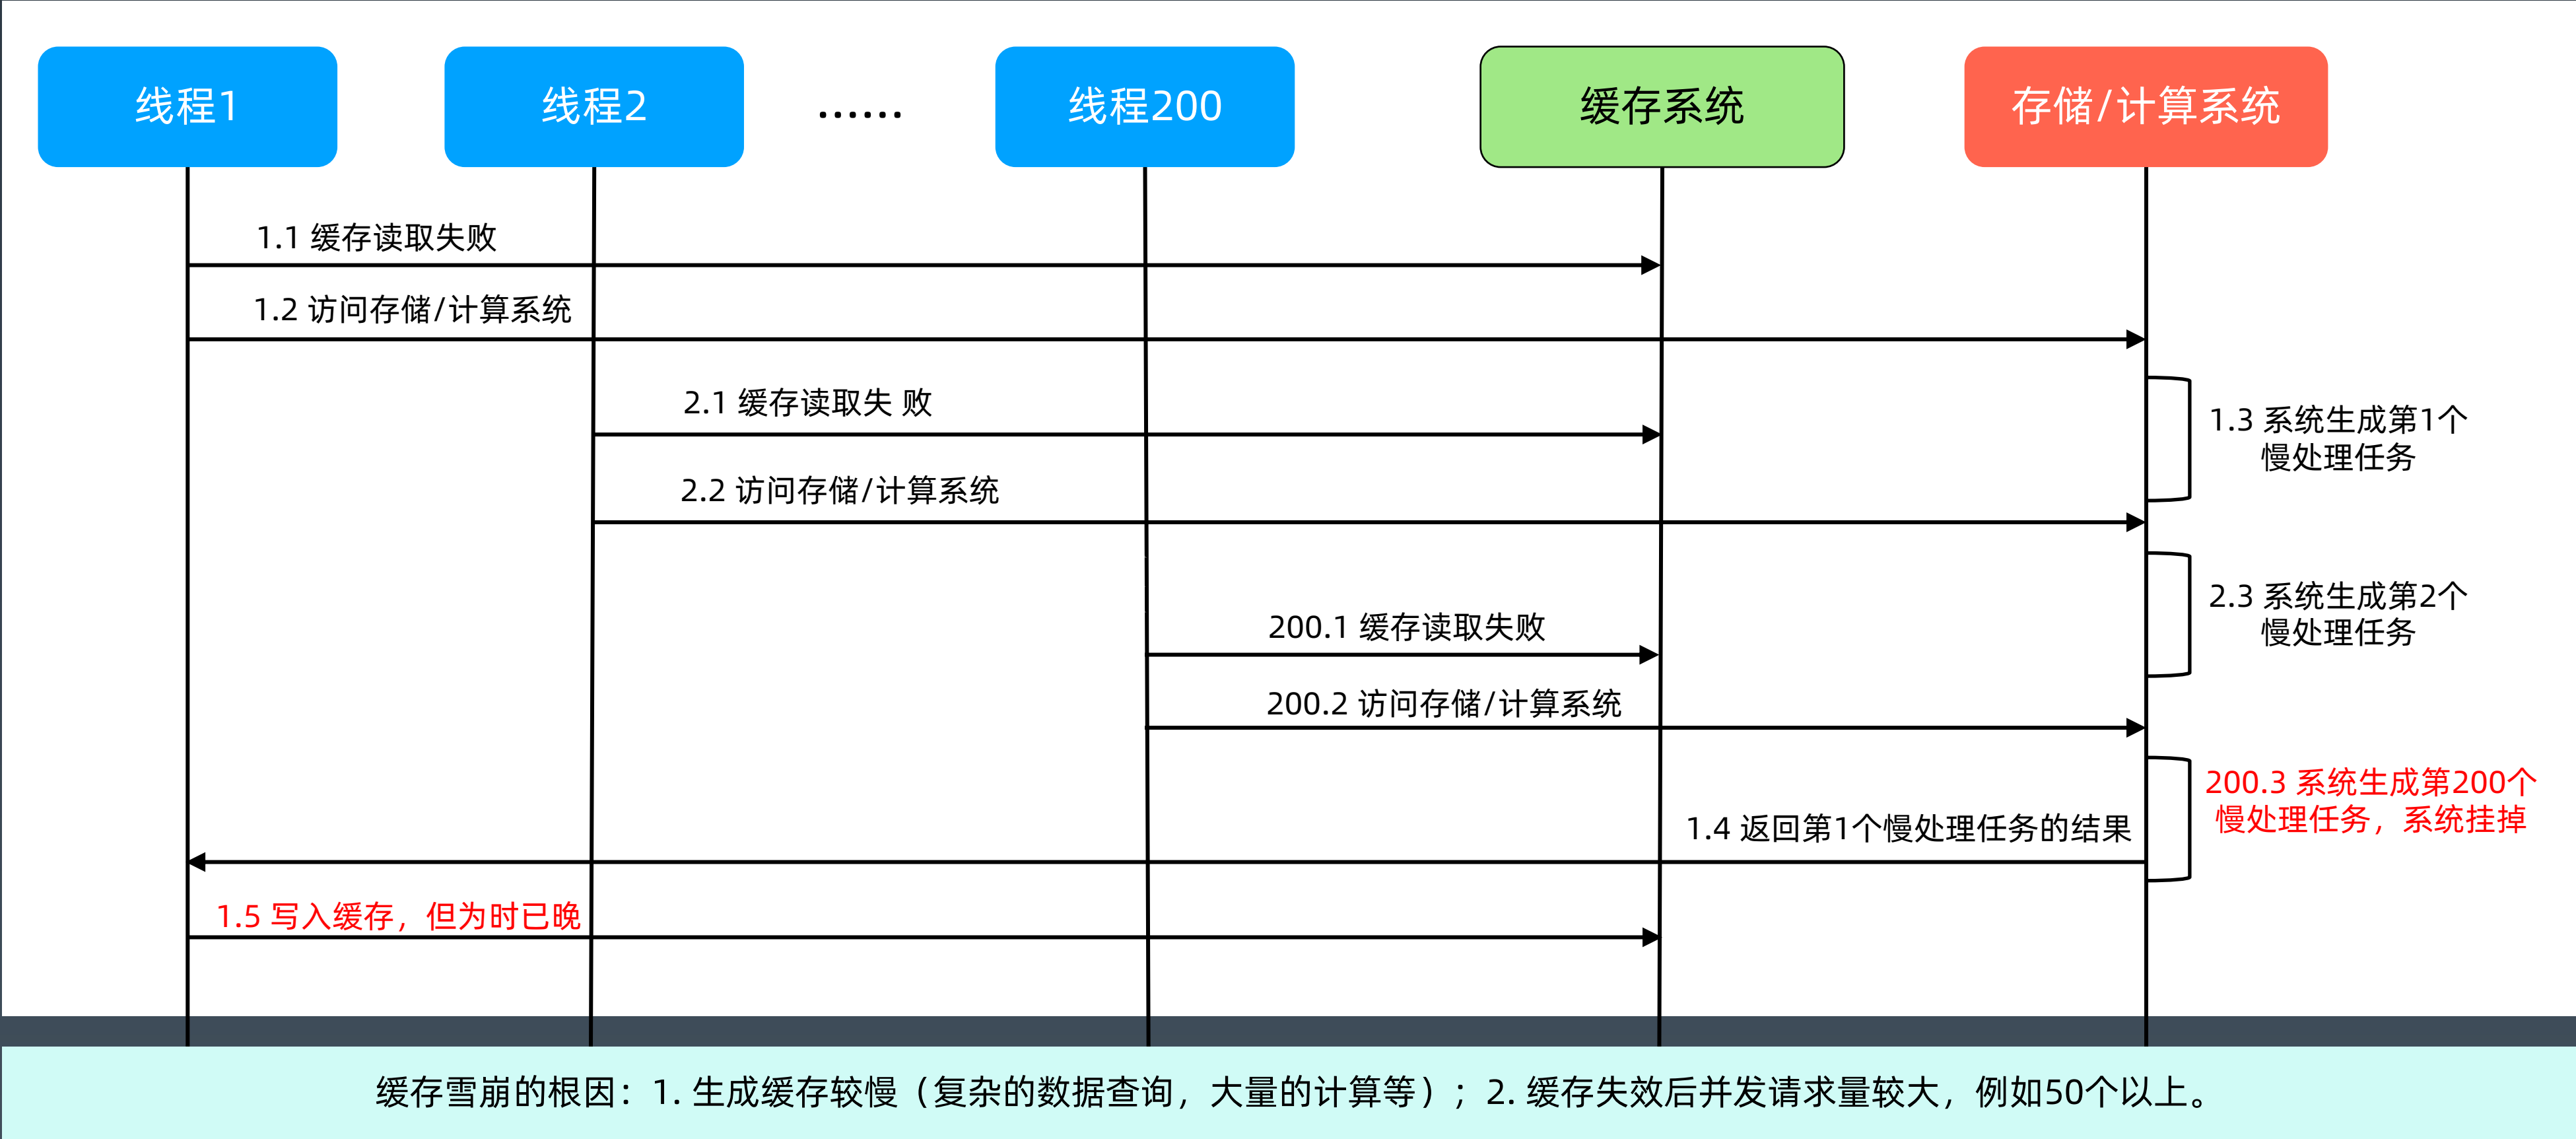 线程1
线程2
……
线程200
缓存系统
存储/计算系统
1.1 缓存读取失败
1.2 访问存储/计算系统
2.1 缓存读取失 败
1.3 系统生成第1个
慢处理任务
2.2 访问存储/计算系统
2.3 系统生成第2个
慢处理任务
200.1 缓存读取失败
200.2 访问存储/计算系统
200.3 系统生成第200个
慢处理任务，系统挂掉
1.4 返回第1个慢处理任务的结果
1.5 写入缓存，但为时已晚
缓存雪崩的根因：1. 生成缓存较慢（复杂的数据查询，大量的计算等）；2. 缓存失效后并发请求量较大，例如50个以上。